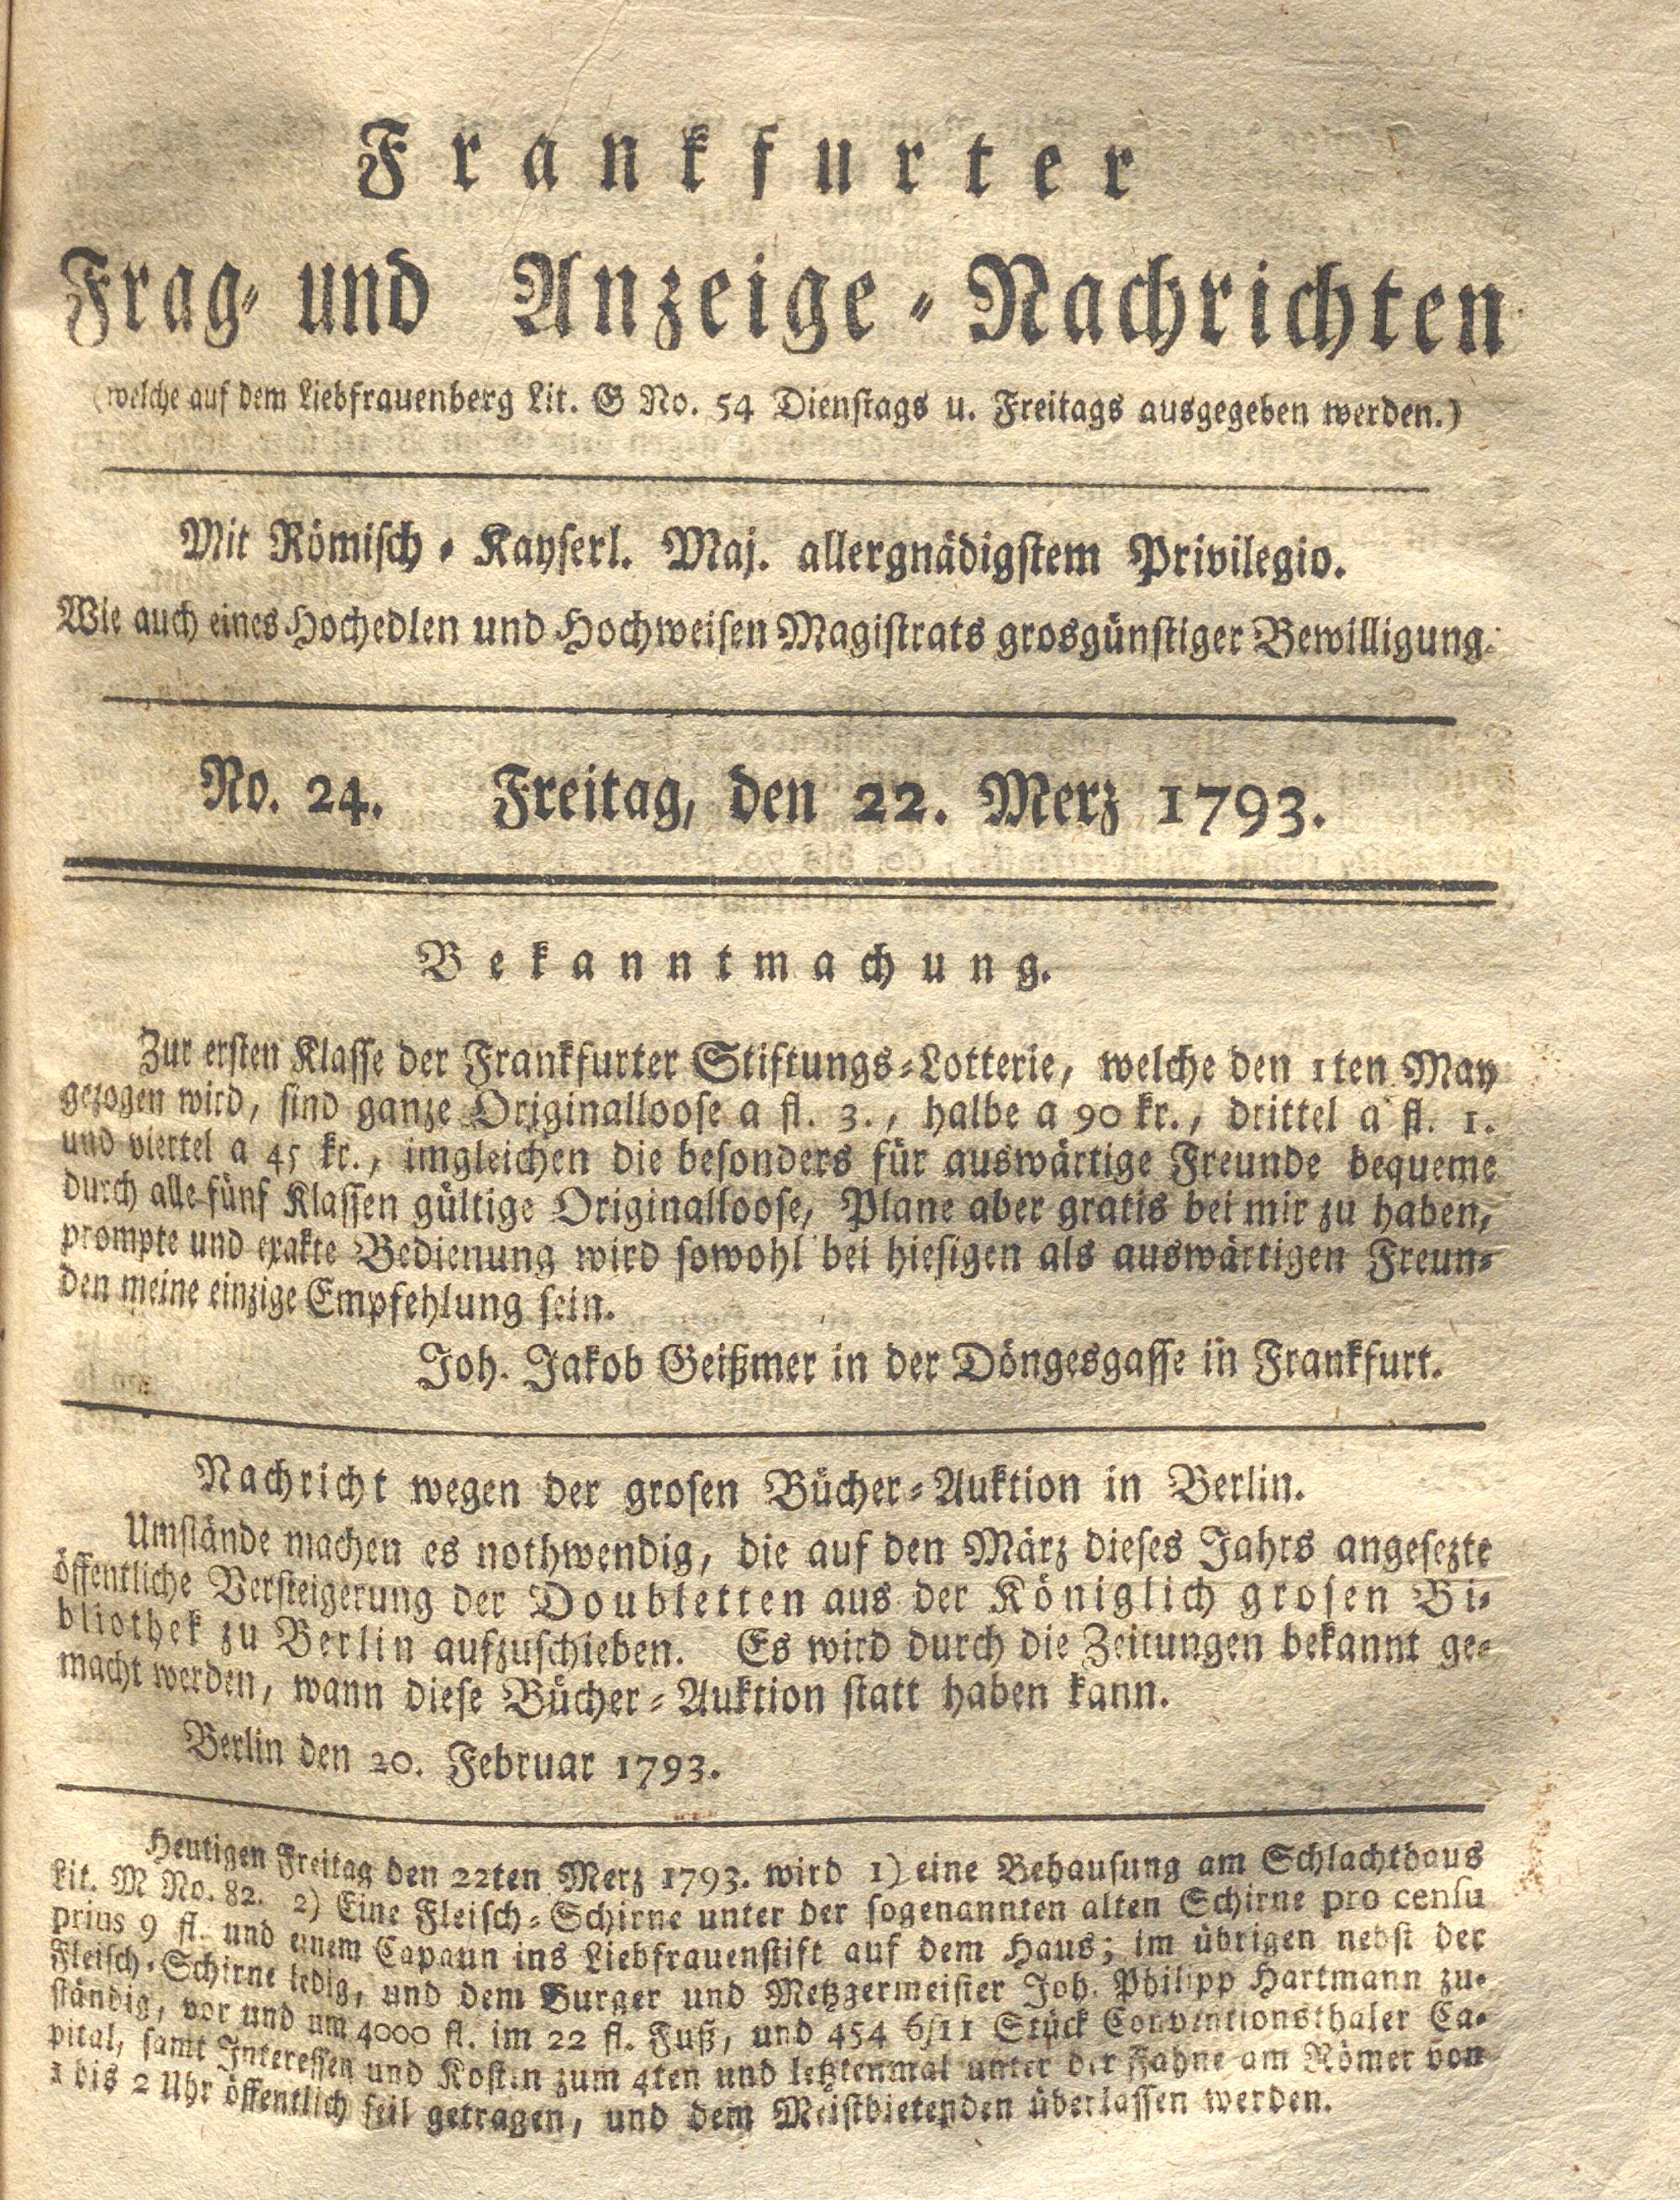 Frankfurter
Frag- und Anzeige-Nachrichten
(welche auf dem Liebfrauenberg Lit. G No. 54 Dienstags u. Freitags ausgegeben werden.)
Mit Römisch-Kayserl. Maj. allergnädigstem Privilegio.
Wie auch eines Hochedlen und Hochweisen Magistrats grosgünstiger Bewilligung.
No. 24. Freitag, den 22. Merz 1793.
Bekanntmachung.
Zur ersten Klasse der Frankfurter Stiftungs-Lotterie, welche den 1ten May
gezogen wird, sind ganze Originalloose a fl. 3., halbe a 90 kr., drittel a fl. 1.
und viertel a 45 kr., imgleichen die besonders für auswärtige Freunde bequeme
durch alle fünf Klassen gültige Originalloose, Plane aber gratis bei mir zu haben,
prompte und exakte Bedienung wird sowohl bei hiesigen als auswärtigen Freun-
den meine einzige Empfehlung sein.
Joh. Jakob Geißmer in der Döngesgasse in Frankfurt.
Nachricht wegen der grosen Bücher-Auktion in Berlin.
Umstände machen es nothwendig, die auf den März dieses Jahrs angesezte
öffentliche Versteigerung der Doubletten aus der Königlich grosen Bi-
bliothek zu Berlin aufzuschieben. Es wird durch die Zeitungen bekannt ge-
macht werden, wann diese Bücher-Auktion statt haben kann.
Berlin den 20. Februar 1793.
Heutigen Freitag den 22ten Merz 1793. wird 1) eine Behausung am Schlachthaus
Lit. M No. 82. 2) Eine Fleisch-Schirne unter der sogenannten alten Schirne pro censu
prius 9 fl. und einem Capaun ins Liebfrauenstift auf dem Haus; im übrigen nebst der
Fleisch-Schirne ledig, und dem Burger und Metzgermeister Joh. Philipp Hartmann zu-
ständig, vor und um 4000 fl. im 22 fl. Fuß, und 454 6/11 Stück Conventionsthaler Ca-
pital, samt Interessen und Kosten zum 4ten und letztenmal unter der Fahne am Römer von
1 bis 2 Uhr öffentlich feil getragen, und dem Meistbietenden überlassen werden.